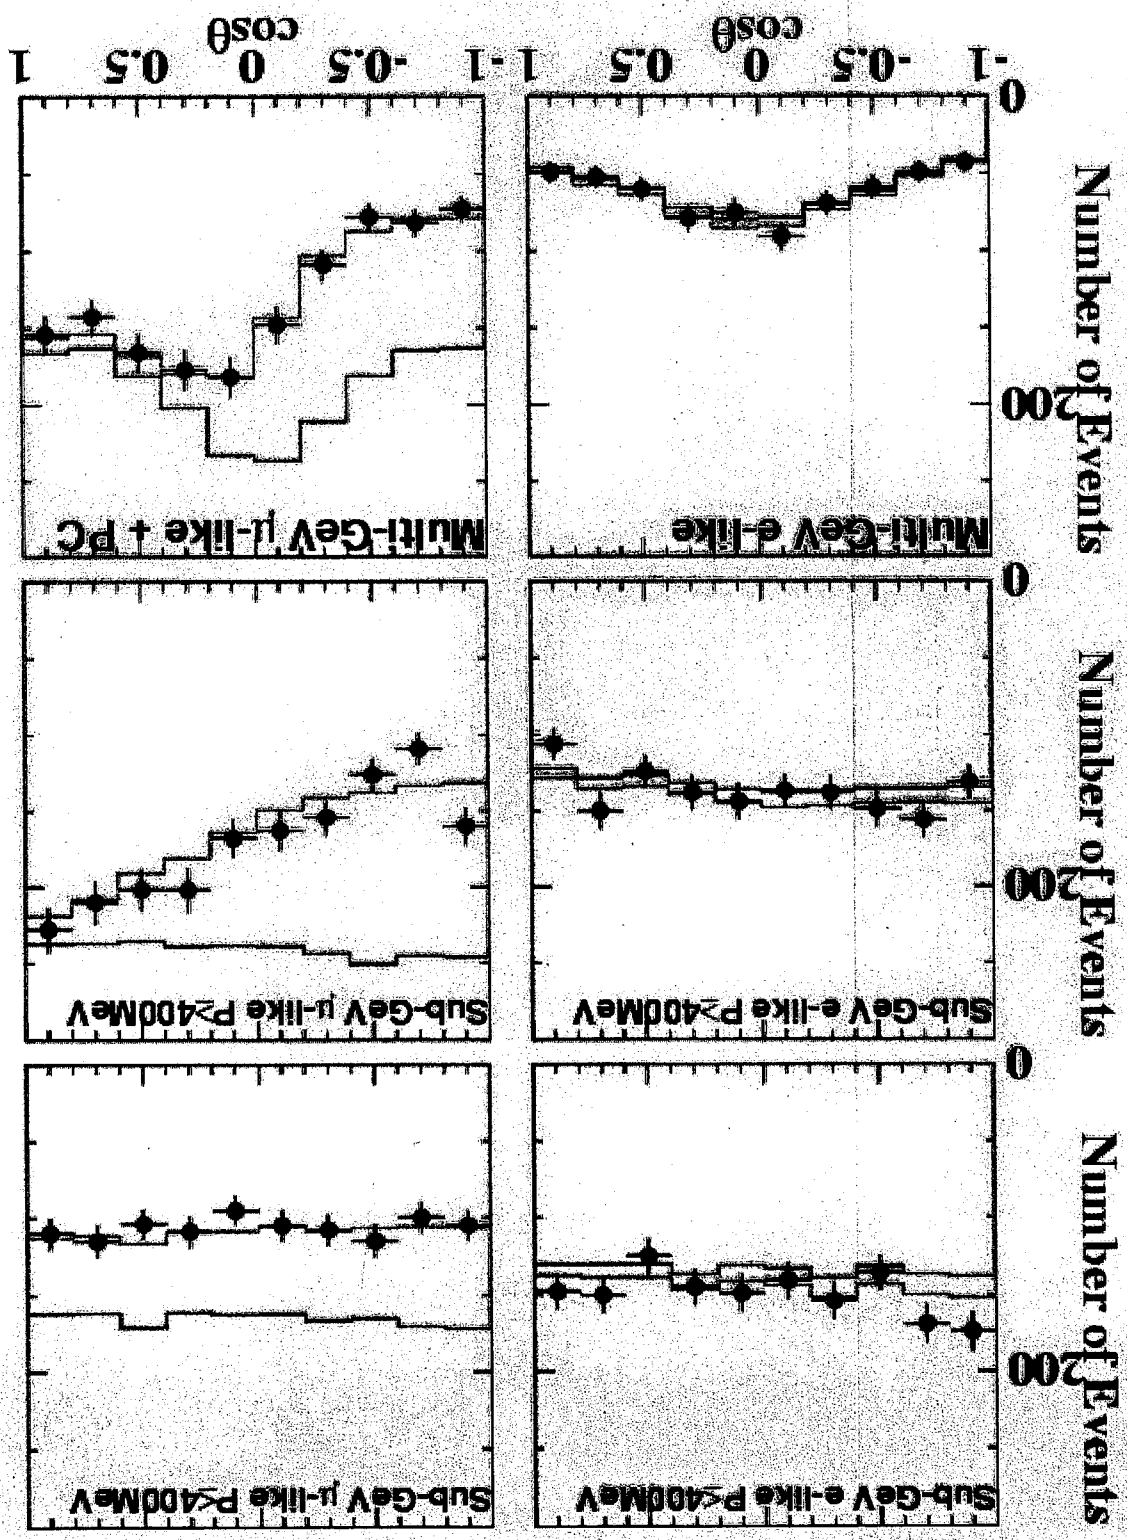 Number of Events
Sub-GeV e-like P≤400MeV
Sub-GeV μ-like P≤400MeV
200
0
Number of Events
Sub-GeV e-like P≥400MeV
Sub-GeV μ-like P≥400MeV
200
0
Number of Events
Multi-GeV e-like
Multi-GeV μ-like + PC
200
0
-1 -0.5 0 0.5 1
cosθ
-1 -0.5 0 0.5 1
cosθ